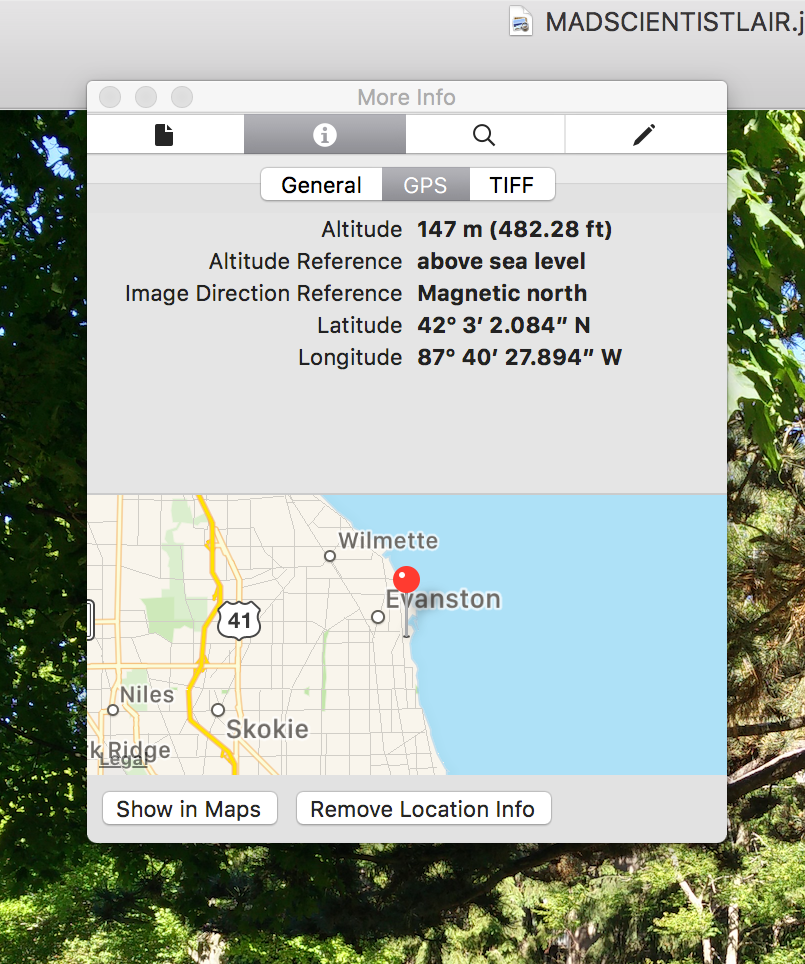 MADSCIENTISTLAIR.j
More Info
General GPS TIFF
Altitude 147 m (482.28 ft)
Altitude Reference above sea level
Image Direction Reference Magnetic north
Latitude 42° 3′ 2.084″ N
Longitude 87° 40′ 27.894″ W
Wilmette
Evanston
41
Niles
Skokie
k Ridge
Legal
Show in Maps Remove Location Info